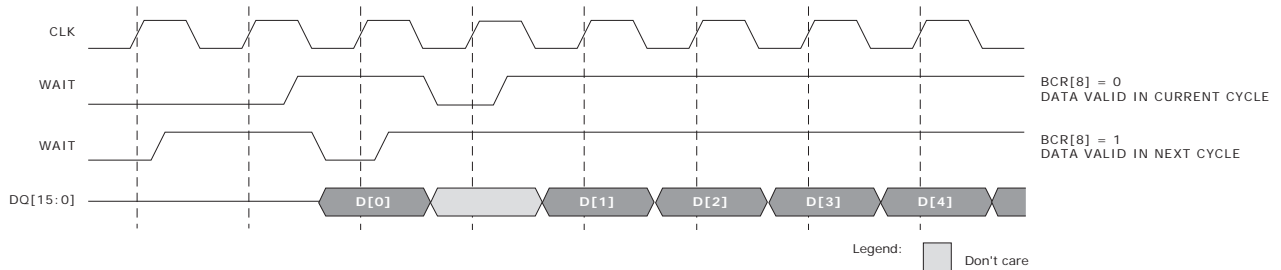 CLK
WAIT
BCR[8] = 0
DATA VALID IN CURRENT CYCLE
WAIT
BCR[8] = 1
DATA VALID IN NEXT CYCLE
DQ[15:0]
D[0]
D[1]
D[2]
D[3]
D[4]
Legend:
Don't care